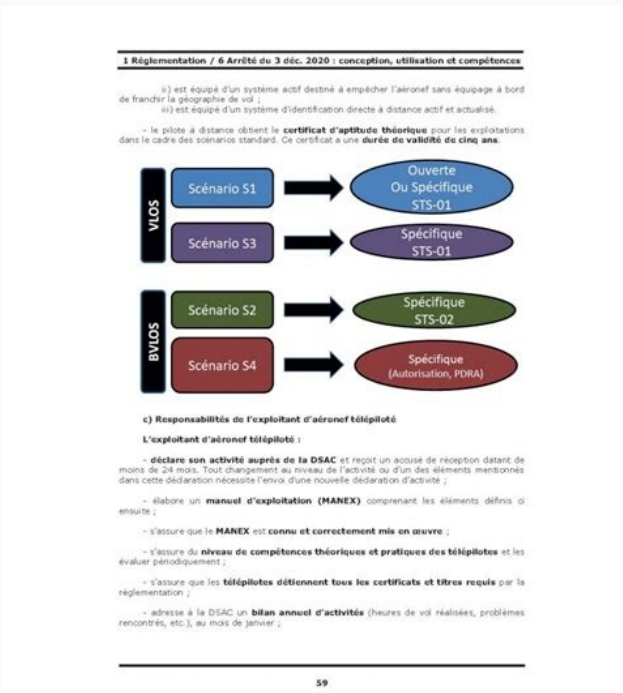 1 Réglementation / 6 Arrêté du 3 déc. 2020 : conception, utilisation et compétences
ii) est équipé d'un système actif destiné à empêcher l'aéronef sans équipage à bord
de franchir la géographie de vol ;
iii) est équipé d'un système d'identification directe à distance actif et actualisé.
- le pilote à distance obtient le certificat d'aptitude théorique pour les exploitations
dans le cadre des scénarios standard. Ce certificat a une durée de validité de cinq ans.
VLOS
Scénario S1
Ouverte
Ou Spécifique
STS-01
Scénario S3
Spécifique
STS-01
BVLOS
Scénario S2
Spécifique
STS-02
Scénario S4
Spécifique
(Autorisation, PDRA)
c) Responsabilités de l'exploitant d'aéronef télépiloté
L'exploitant d'aéronef télépiloté :
- déclare son activité auprès de la DSAC et reçoit un accusé de réception datant de
moins de 24 mois. Tout changement au niveau de l'activité ou d'un des éléments mentionnés
dans cette déclaration nécessite l'envoi d'une nouvelle déclaration d'activité ;
- élabore un manuel d'exploitation (MANEX) comprenant les éléments définis ci
ensuite ;
- s'assure que le MANEX est connu et correctement mis en œuvre ;
- s'assure du niveau de compétences théoriques et pratiques des télépilotes et les
évaluer périodiquement ;
- s'assure que les télépilotes détiennent tous les certificats et titres requis par la
réglementation ;
- adresse à la DSAC un bilan annuel d'activités (heures de vol réalisées, problèmes
rencontrés, etc.), au mois de janvier ;
59